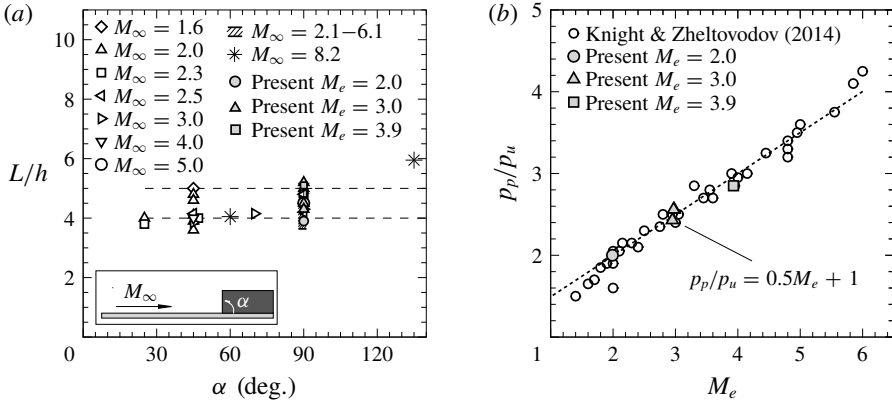 (a)
11
10
8
6
4
2
0
L/h
M∞ = 1.6
M∞ = 2.0
M∞ = 2.3
M∞ = 2.5
M∞ = 3.0
M∞ = 4.0
M∞ = 5.0
M∞ = 2.1–6.1
M∞ = 8.2
Present Me = 2.0
Present Me = 3.0
Present Me = 3.9
M∞
α
30 60 90 120
α (deg.)
(b)
5
4
3
2
1
pp/pu
Knight & Zheltovodov (2014)
Present Me = 2.0
Present Me = 3.0
Present Me = 3.9
pp/pu = 0.5Me + 1
1 2 3 4 5 6
Me